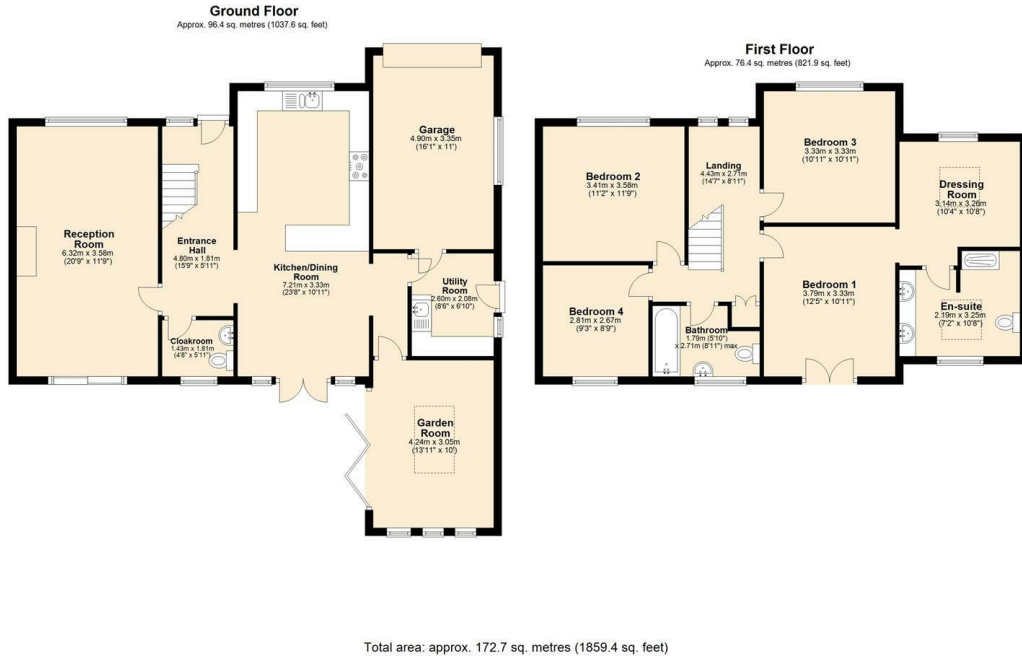 Ground Floor
Approx. 96.4 sq. metres (1037.6 sq. feet)
Reception
Room
6.32m x 3.58m
(20'9" x 11'9")
Entrance
Hall
4.80m x 1.81m
(15'9" x 5'11")
Cloakroom
1.43m x 1.81m
(4'8" x 5'11")
Kitchen/Dining
Room
7.21m x 3.33m
(23'8" x 10'11")
Garage
4.90m x 3.35m
(16'1" x 11')
Utility
Room
2.60m x 2.08m
(8'6" x 6'10")
Garden
Room
4.24m x 3.05m
(13'11" x 10')
First Floor
Approx. 76.4 sq. metres (821.9 sq. feet)
Bedroom 2
3.41m x 3.58m
(11'2" x 11'9")
Landing
4.43m x 2.71m
(14'7" x 8'11")
Bedroom 3
3.33m x 3.33m
(10'11" x 10'11")
Dressing
Room
3.14m x 3.26m
(10'4" x 10'8")
Bedroom 4
2.81m x 2.67m
(9'3" x 8'9")
Bathroom
1.79m (5'10")
x 2.71m (8'11") max
Bedroom 1
3.79m x 3.33m
(12'5" x 10'11")
En-suite
2.19m x 3.25m
(7'2" x 10'8")
Total area: approx. 172.7 sq. metres (1859.4 sq. feet)